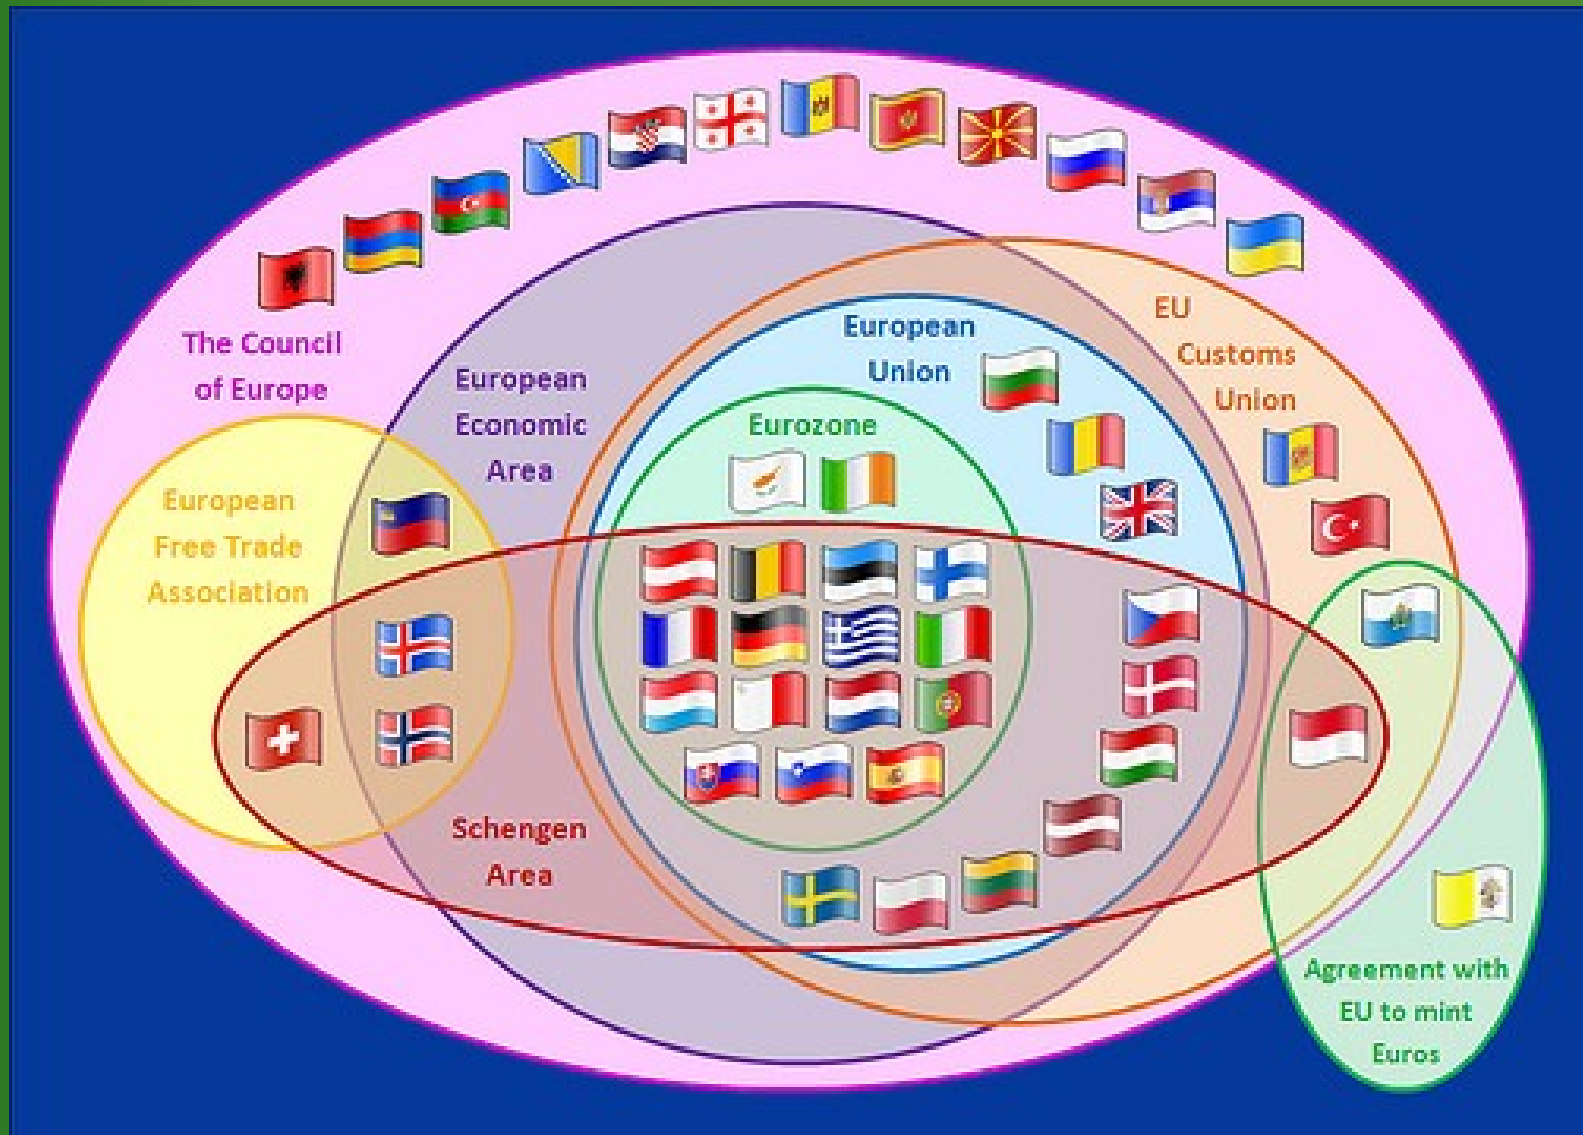 The Council
of Europe
European
Economic
Area
European
Union
EU
Customs
Union
Eurozone
European
Free Trade
Association
Schengen
Area
Agreement with
EU to mint
Euros